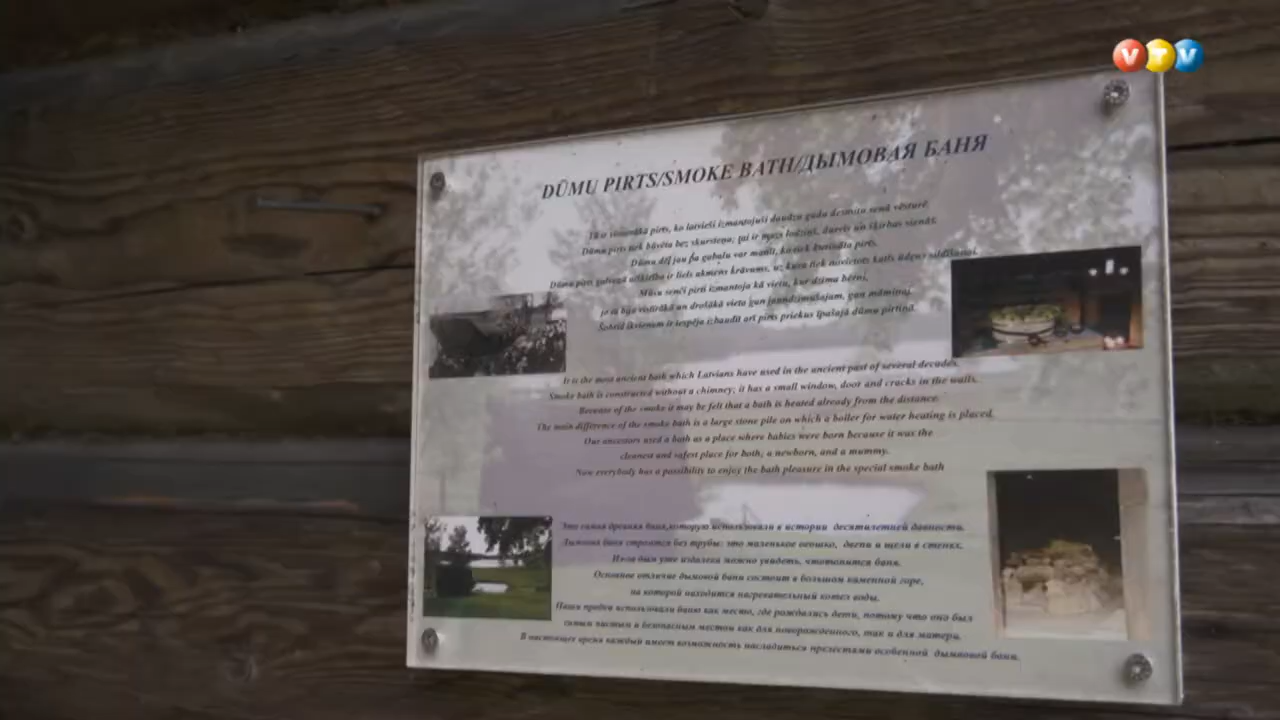 VTV
DŪMU PIRTS/SMOKE BATH/ДЫМОВАЯ БАНЯ
Tā ir vissenākā pirts, ko latvieši izmantojuši daudzu gadu desmitu senā vēsturē.
Dūmu pirts tiek būvēta bez skursteņa, tai ir mazs lodziņš, durvis un šķirbas sienās.
Dūmu dēļ jau pa gabalu var manīt, ka tiek kurināta pirts.
Dūmu pirts galvenā atšķirība ir liels akmens krāvums, uz kura tiek novietots katls ūdens sildīšanai.
Mūsu senči pirti izmantoja kā vietu, kur dzima bērni,
jo tā bija vistīrākā un drošākā vieta gan jaundzimušajam, gan māmiņai.
Šobrīd ikvienam ir iespēja izbaudīt arī pirts priekus īpašajā dūmu pirtiņā.
It is the most ancient bath which Latvians have used in the ancient past of several decades.
Smoke bath is constructed without a chimney; it has a small window, door and cracks in the walls.
Because of the smoke it may be felt that a bath is heated already from the distance.
The main difference of the smoke bath is a large stone pile on which a boiler for water heating is placed.
Our ancestors used a bath as a place where babies were born because it was the
cleanest and safest place for both; a newborn, and a mummy.
Now everybody has a possibility to enjoy the bath pleasure in the special smoke bath
Это самая древняя баня,которую использовали в истории десятилетней давности.
Дымовая баня строится без трубы: это маленькое окошко, двери и щели в стенах.
дым уже издалека можно увидеть, чтотопится баня.
Основное отличие дымовой бани состоит в большом каменной горе,
на которой находится нагревательный котел воды.
Наши предки использовали баню как место, где рождались дети, потому что она был
самым чистым и безопасным местом как для новорожденного, так и для матери.
В настоящее время каждый имеет возможность насладиться прелестями особенной дымовой бани.